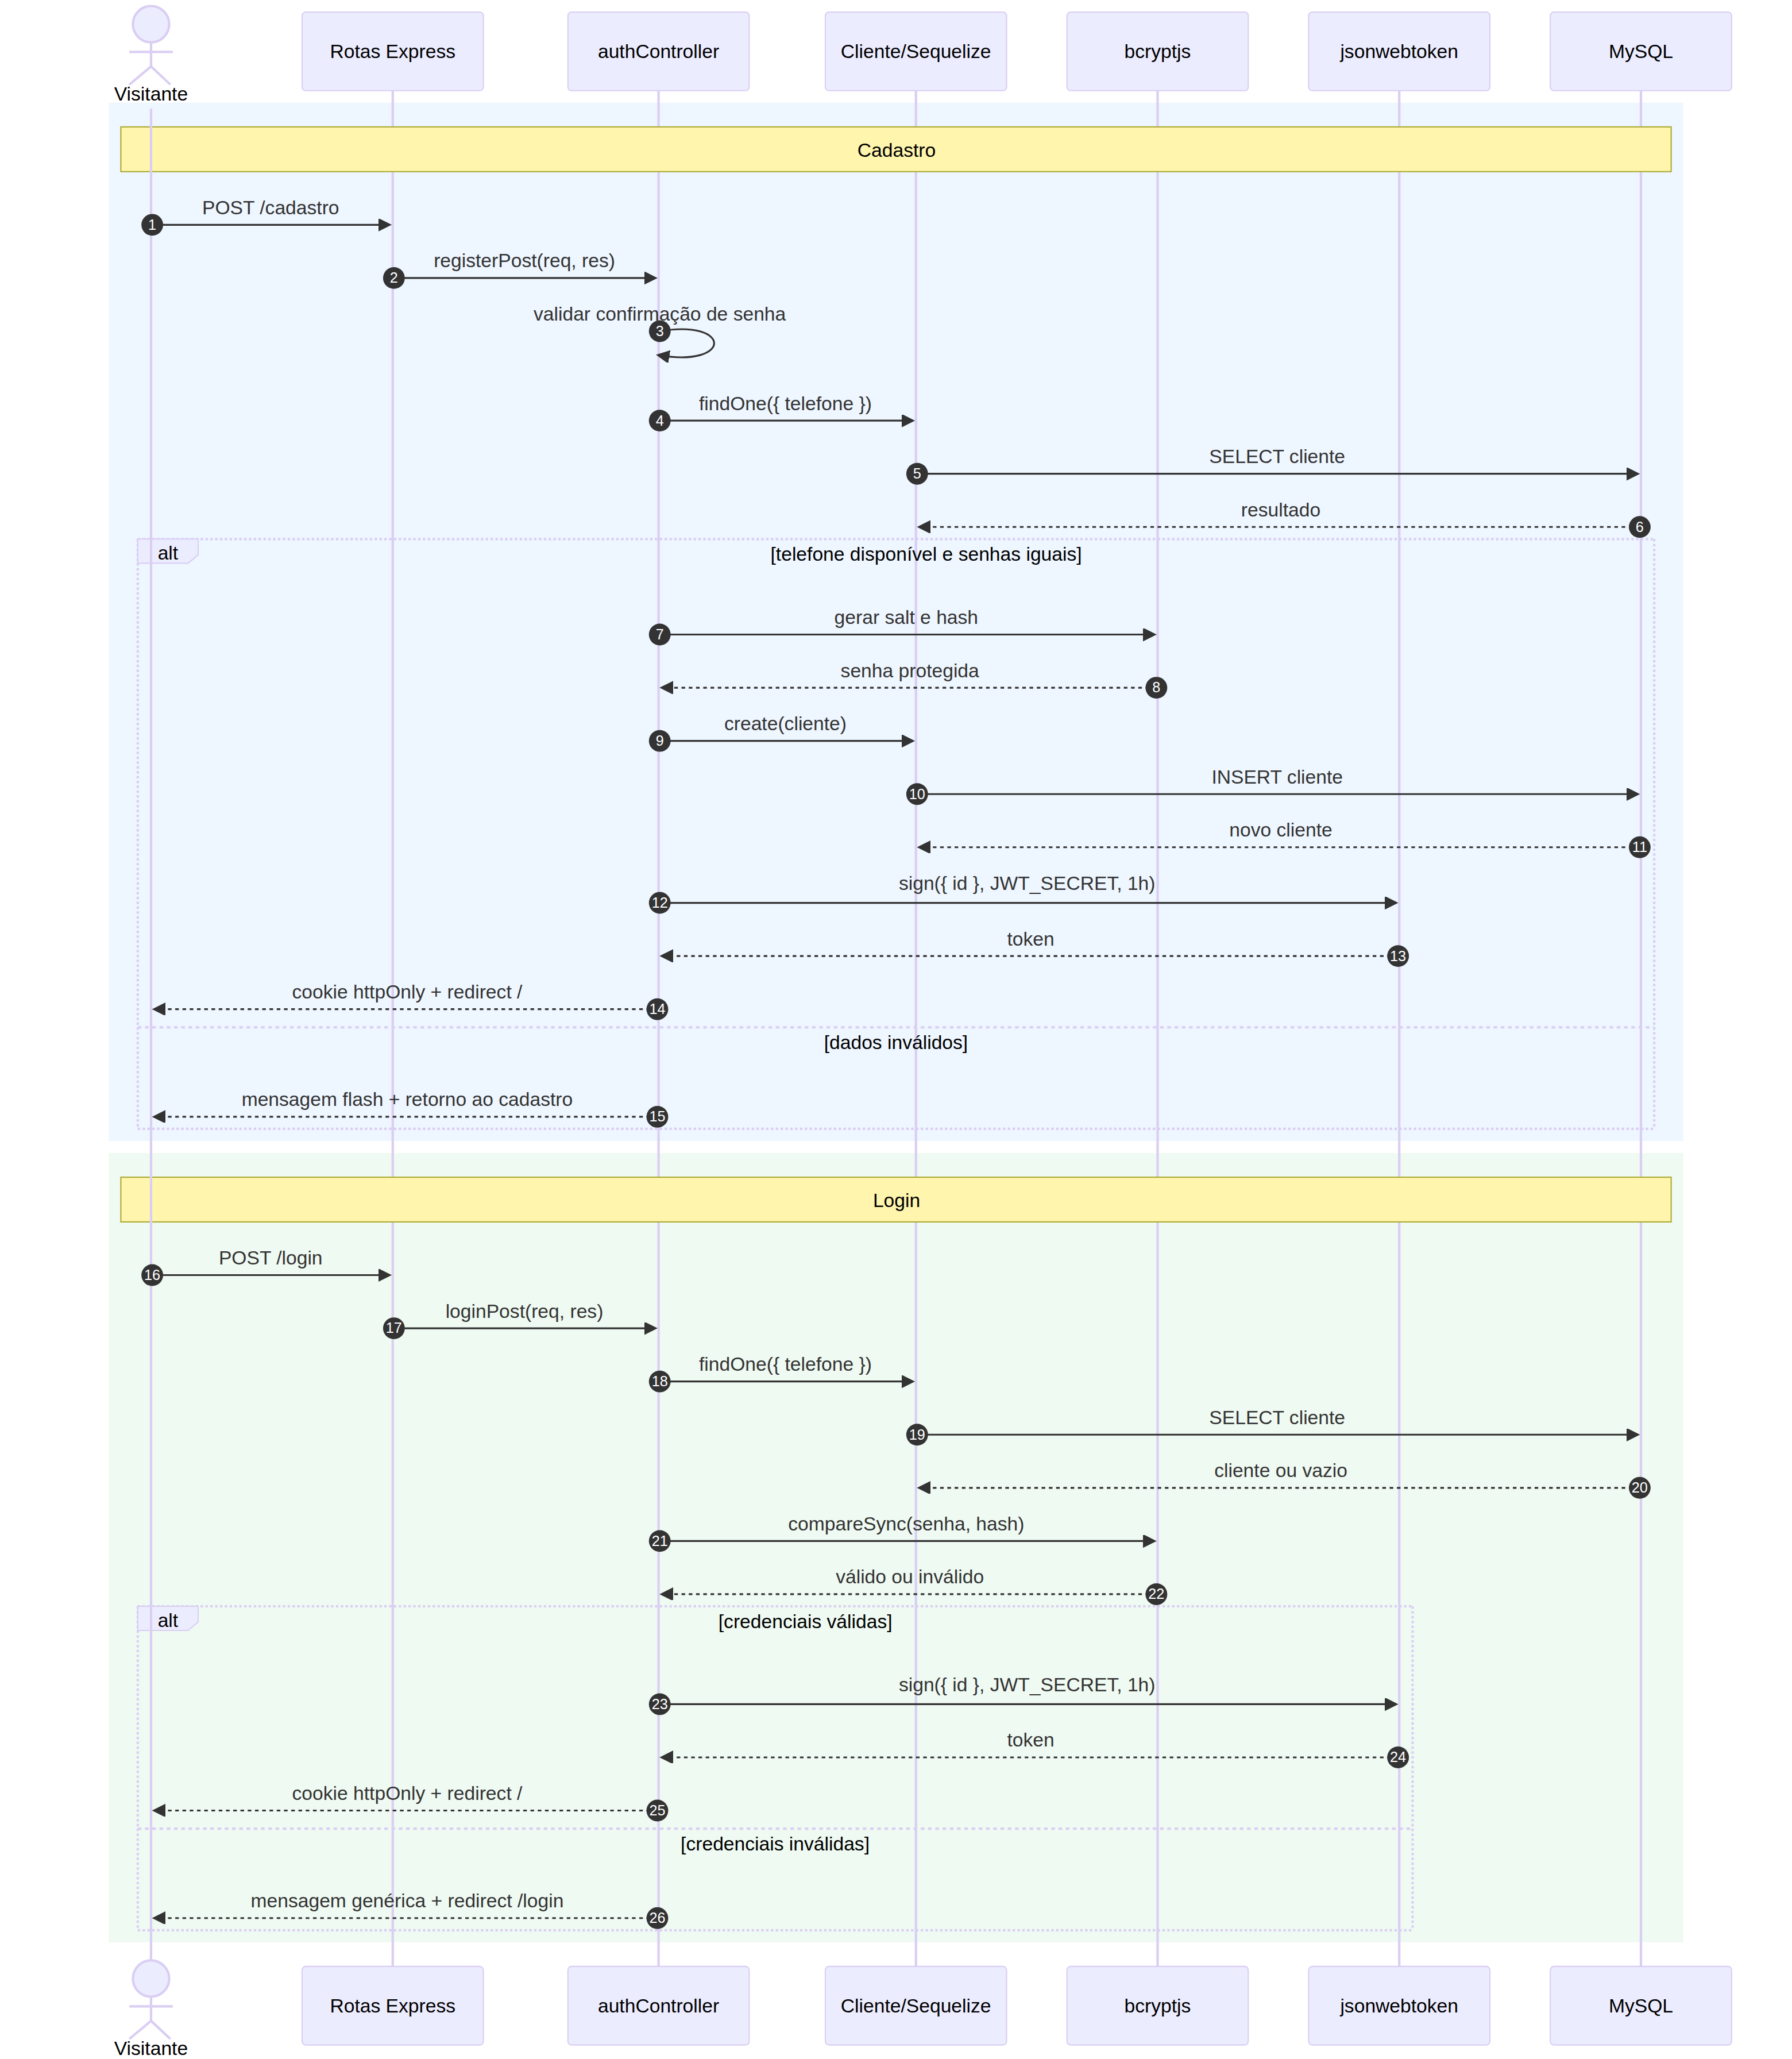 Visitante
Rotas Express
authController
Cliente/Sequelize
bcryptjs
jsonwebtoken
MySQL
Cadastro
POST /cadastro
1
registerPost(req, res)
2
validar confirmação de senha
3
findOne({ telefone })
4
SELECT cliente
5
resultado
6
alt
[telefone disponível e senhas iguais]
gerar salt e hash
7
senha protegida
8
create(cliente)
9
INSERT cliente
10
novo cliente
11
sign({ id }, JWT_SECRET, 1h)
12
token
13
cookie httpOnly + redirect /
14
[dados inválidos]
mensagem flash + retorno ao cadastro
15
Login
POST /login
16
loginPost(req, res)
17
findOne({ telefone })
18
SELECT cliente
19
cliente ou vazio
20
compareSync(senha, hash)
21
válido ou inválido
22
alt
[credenciais válidas]
sign({ id }, JWT_SECRET, 1h)
23
token
24
cookie httpOnly + redirect /
25
[credenciais inválidas]
mensagem genérica + redirect /login
26
Visitante
Rotas Express
authController
Cliente/Sequelize
bcryptjs
jsonwebtoken
MySQL